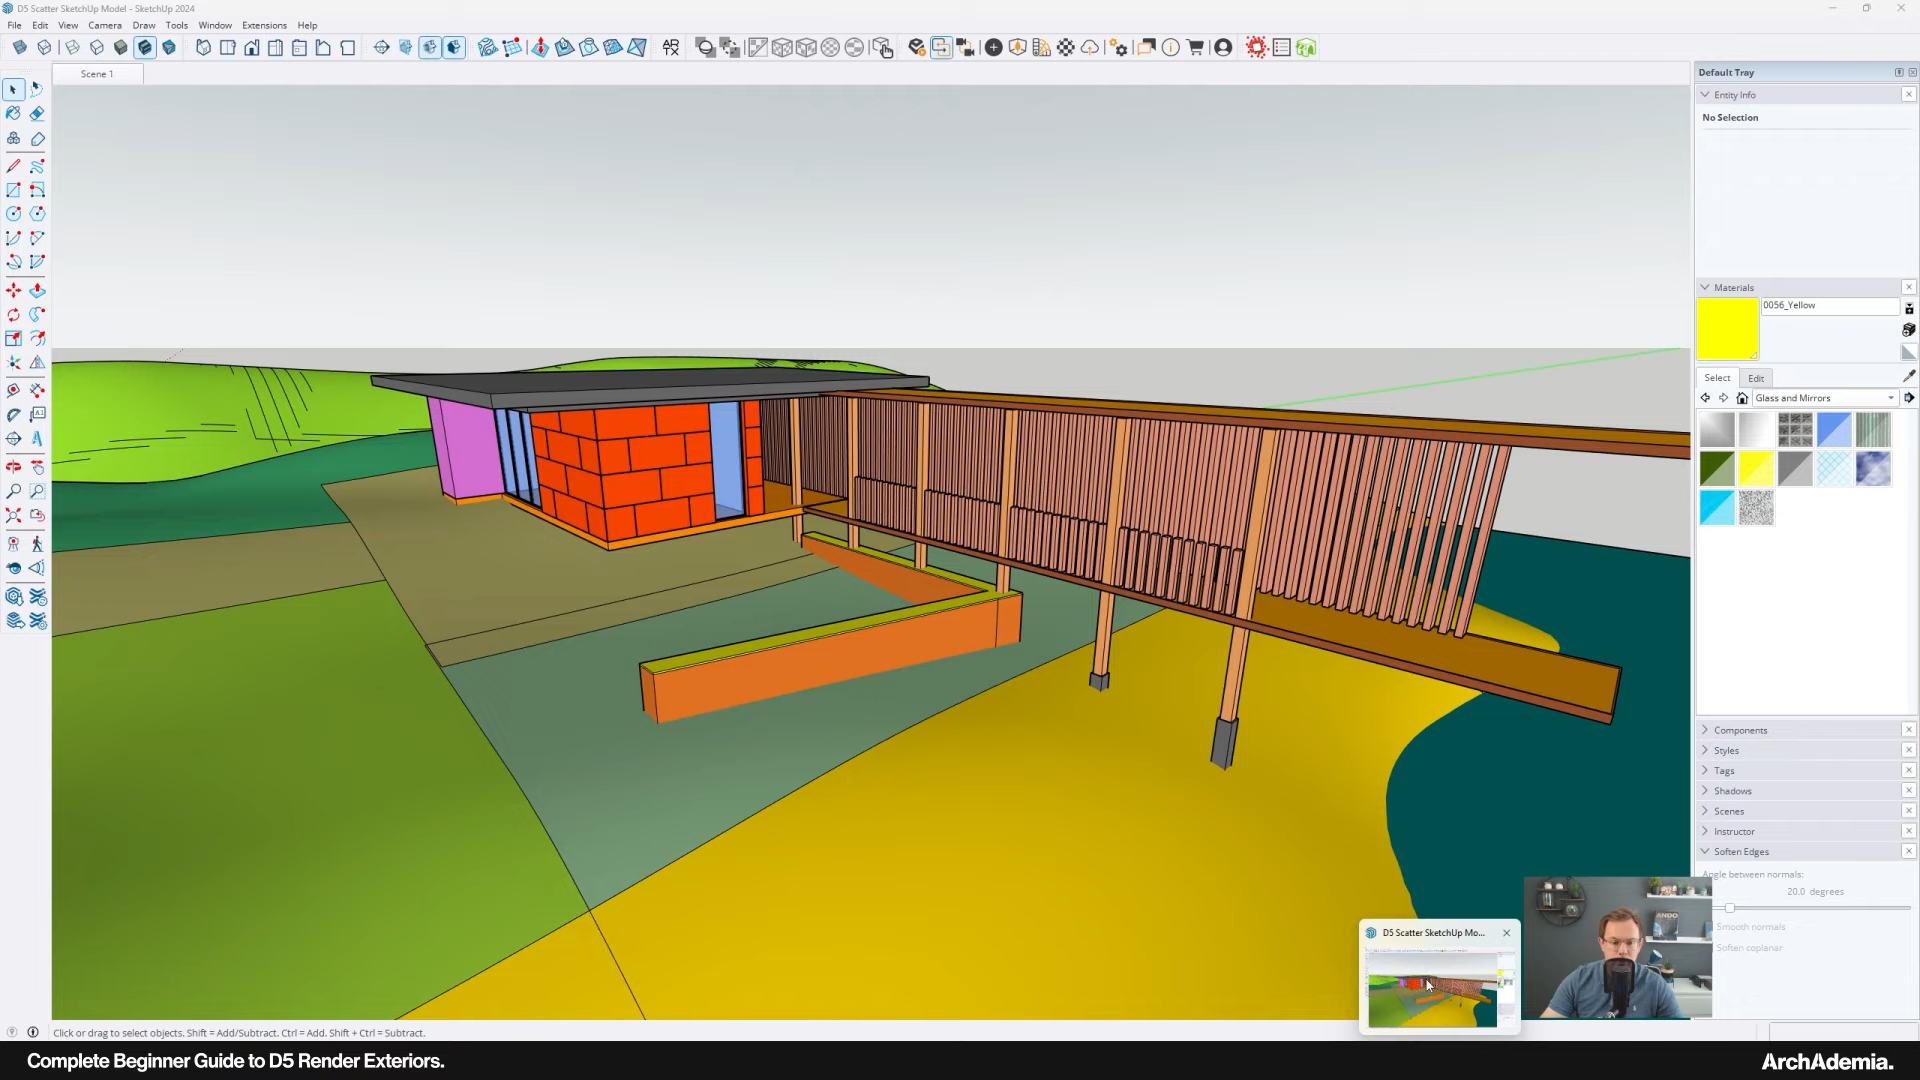 D5 Scatter SketchUp Model - SketchUp 2024
File Edit View Camera Draw Tools Window Extensions Help
Scene 1
Default Tray
Entity Info
No Selection
Materials
0056_Yellow
Select Edit
Glass and Mirrors
Components
Styles
Tags
Shadows
Scenes
Instructor
Soften Edges
Angle between normals:
20.0 degrees
Smooth normals
Soften coplanar
D5 Scatter SketchUp Mo...
ANDO
Click or drag to select objects. Shift = Add/Subtract. Ctrl = Add. Shift + Ctrl = Subtract.
Complete Beginner Guide to D5 Render Exteriors.
ArchAdemia.